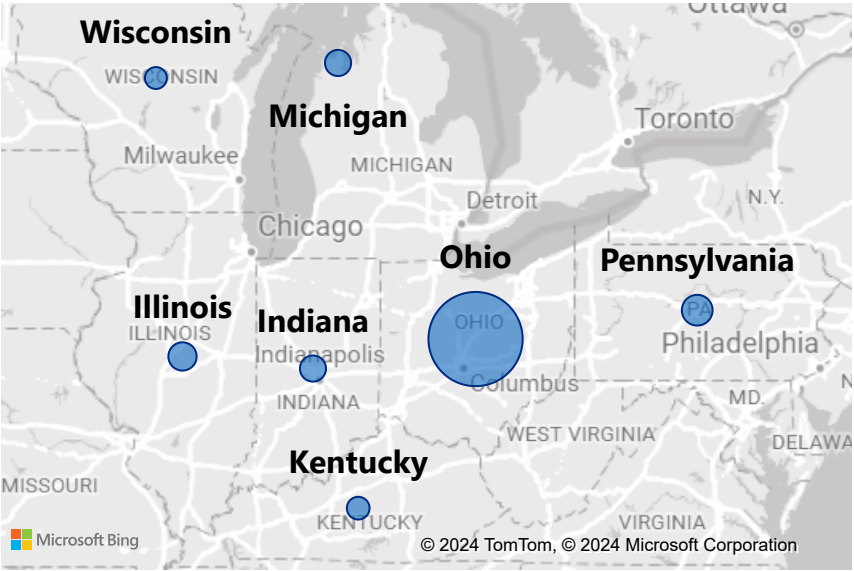 Ottawa
Wisconsin
WISCONSIN
Michigan
Toronto
Milwaukee
MICHIGAN
Detroit
N.Y.
Chicago
Ohio
Pennsylvania
Illinois
Indiana
ILLINOIS
OHIO
PA
Philadelphia
Indianapolis
Columbus
INDIANA
MD.
WEST VIRGINIA
DELAWA
Kentucky
MISSOURI
KENTUCKY
VIRGINIA
Microsoft Bing
© 2024 TomTom, © 2024 Microsoft Corporation